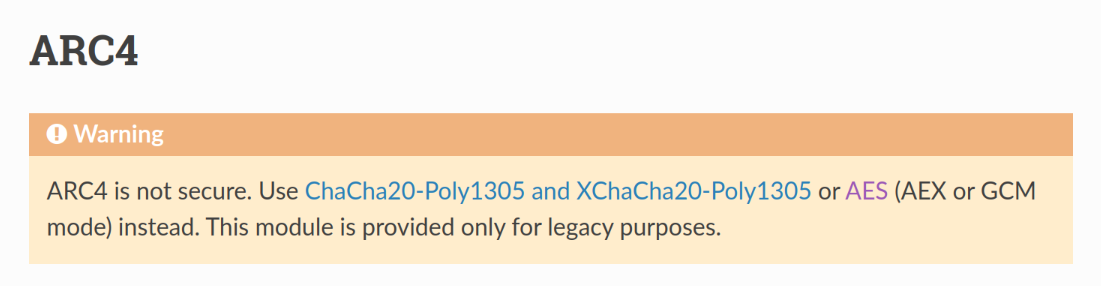 ARC4
Warning
ARC4 is not secure. Use ChaCha20-Poly1305 and XChaCha20-Poly1305 or AES (AEX or GCM
mode) instead. This module is provided only for legacy purposes.